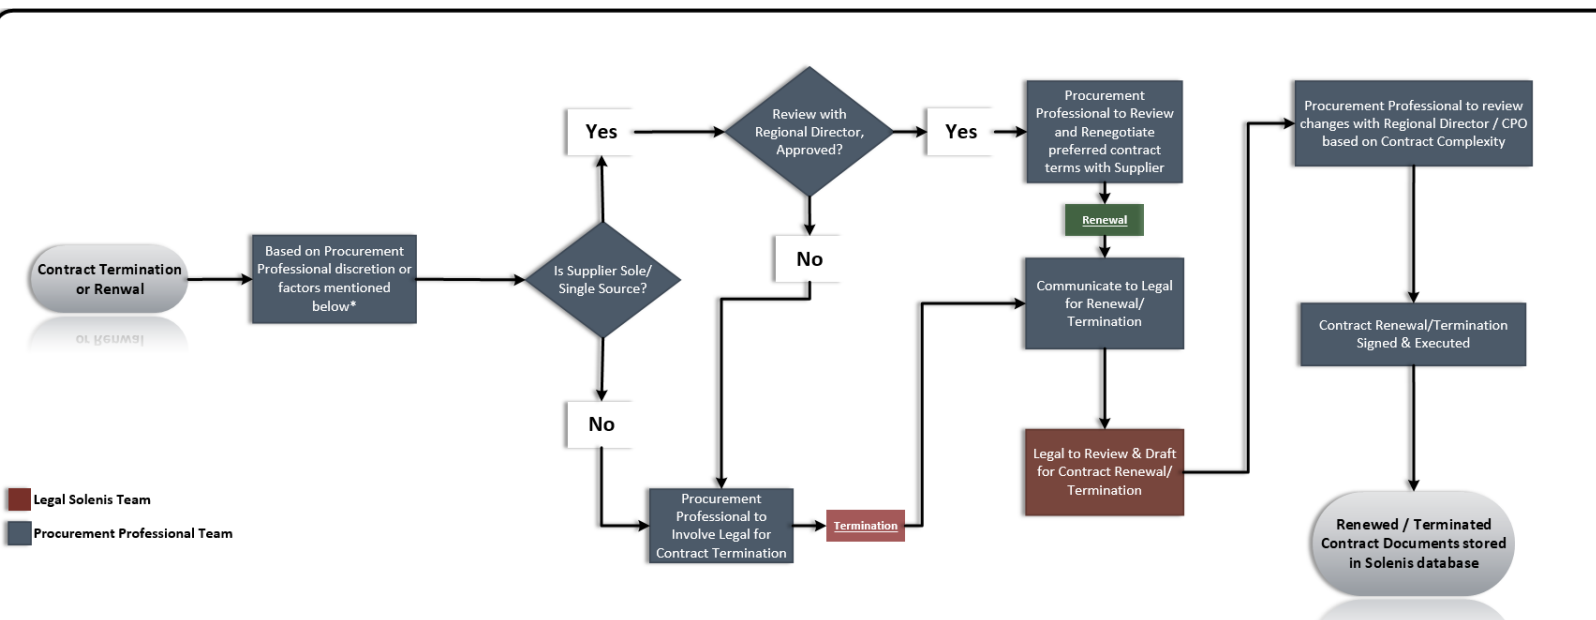 Contract Termination
or Renwal
or Renwal
Based on Procurement
Professional discretion or
factors mentioned
below*
Is Supplier Sole/
Single Source?
Yes
No
Review with
Regional Director,
Approved?
Yes
No
Procurement
Professional to Review
and Renegotiate
preferred contract
terms with Supplier
Renewal
Procurement
Professional to
Involve Legal for
Contract Termination
Termination
Communicate to Legal
for Renewal/
Termination
Legal to Review & Draft
for Contract Renewal/
Termination
Procurement Professional to review
changes with Regional Director / CPO
based on Contract Complexity
Contract Renewal/Termination
Signed & Executed
Renewed / Terminated
Contract Documents stored
in Solenis database
Legal Solenis Team
Procurement Professional Team